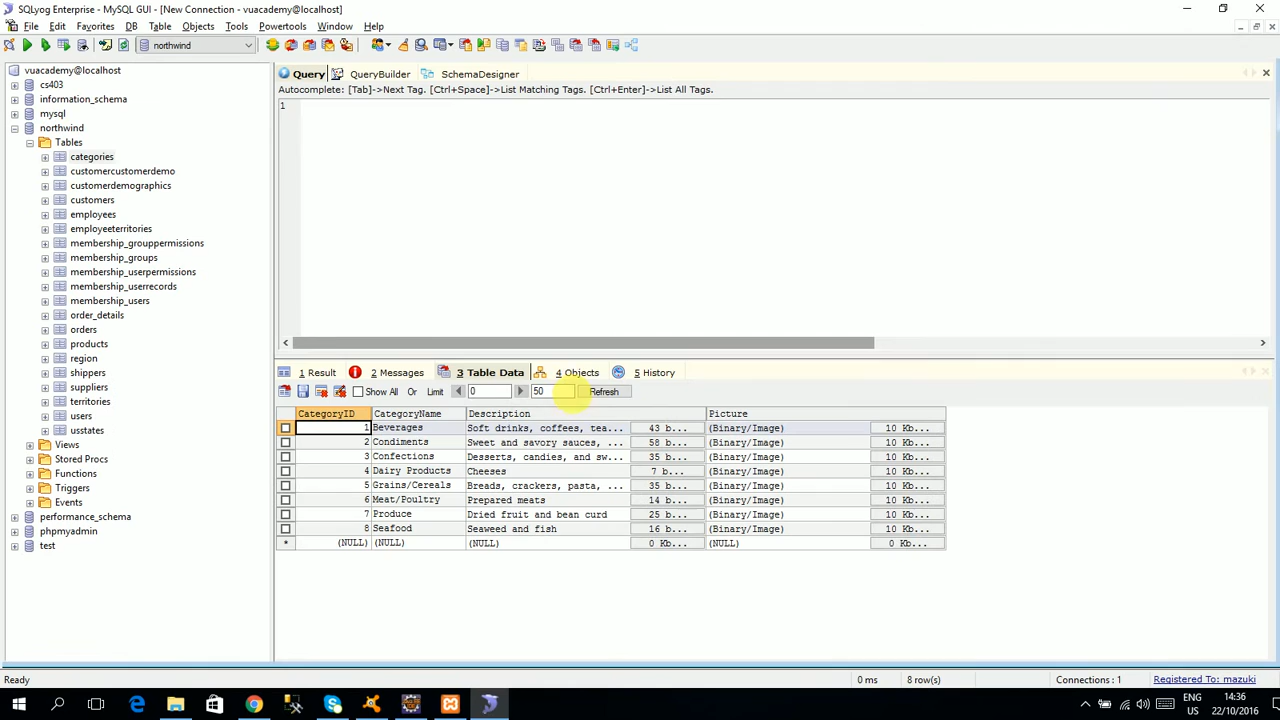 SQLyog Enterprise - MySQL GUI - [New Connection - vuacademy@localhost]
File Edit Favorites DB Table Objects Tools Powertools Window Help
northwind
vuacademy@localhost
cs403
information_schema
mysql
northwind
Tables
categories
customercustomerdemo
customerdemographics
customers
employees
employeeterritories
membership_grouppermissions
membership_groups
membership_userpermissions
membership_userrecords
membership_users
order_details
orders
products
region
shippers
suppliers
territories
users
usstates
Views
Stored Procs
Functions
Triggers
Events
performance_schema
phpmyadmin
test
Query QueryBuilder SchemaDesigner
Autocomplete: [Tab]->Next Tag. [Ctrl+Space]->List Matching Tags. [Ctrl+Enter]->List All Tags.
1
1 Result 2 Messages 3 Table Data 4 Objects 5 History
Show All Or Limit 0 50 Refresh
CategoryID CategoryName Description Picture
1 Beverages Soft drinks, coffees, tea... 43 b... (Binary/Image) 10 Kb...
2 Condiments Sweet and savory sauces, ... 58 b... (Binary/Image) 10 Kb...
3 Confections Desserts, candies, and sw... 35 b... (Binary/Image) 10 Kb...
4 Dairy Products Cheeses 7 b... (Binary/Image) 10 Kb...
5 Grains/Cereals Breads, crackers, pasta, ... 35 b... (Binary/Image) 10 Kb...
6 Meat/Poultry Prepared meats 14 b... (Binary/Image) 10 Kb...
7 Produce Dried fruit and bean curd 25 b... (Binary/Image) 10 Kb...
8 Seafood Seaweed and fish 16 b... (Binary/Image) 10 Kb...
* (NULL) (NULL) (NULL) 0 Kb... (NULL) 0 Kb...
Ready 0 ms 8 row(s) Connections : 1 Registered To: mazuki
ENG 14:36
US 22/10/2016